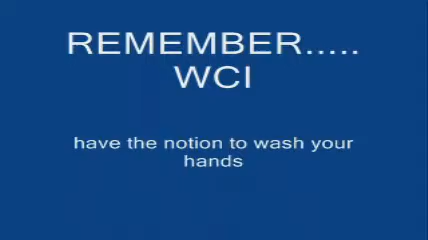 REMEMBER.....
WCI
have the notion to wash your
hands